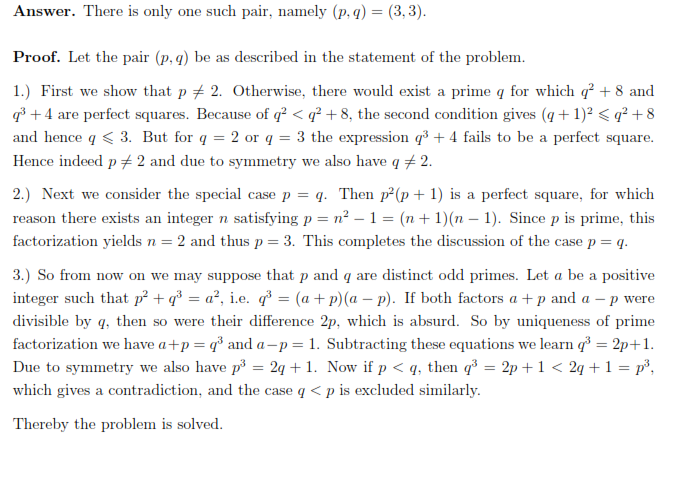 Answer. There is only one such pair, namely (p, q) = (3, 3).
Proof. Let the pair (p, q) be as described in the statement of the problem.
1.) First we show that p ≠ 2. Otherwise, there would exist a prime q for which q² + 8 and
q³ + 4 are perfect squares. Because of q² < q² + 8, the second condition gives (q + 1)² ⩽ q² + 8
and hence q ⩽ 3. But for q = 2 or q = 3 the expression q³ + 4 fails to be a perfect square.
Hence indeed p ≠ 2 and due to symmetry we also have q ≠ 2.
2.) Next we consider the special case p = q. Then p²(p + 1) is a perfect square, for which
reason there exists an integer n satisfying p = n² − 1 = (n + 1)(n − 1). Since p is prime, this
factorization yields n = 2 and thus p = 3. This completes the discussion of the case p = q.
3.) So from now on we may suppose that p and q are distinct odd primes. Let a be a positive
integer such that p² + q³ = a², i.e. q³ = (a + p)(a − p). If both factors a + p and a − p were
divisible by q, then so were their difference 2p, which is absurd. So by uniqueness of prime
factorization we have a+p = q³ and a−p = 1. Subtracting these equations we learn q³ = 2p+1.
Due to symmetry we also have p³ = 2q + 1. Now if p < q, then q³ = 2p + 1 < 2q + 1 = p³,
which gives a contradiction, and the case q < p is excluded similarly.
Thereby the problem is solved.